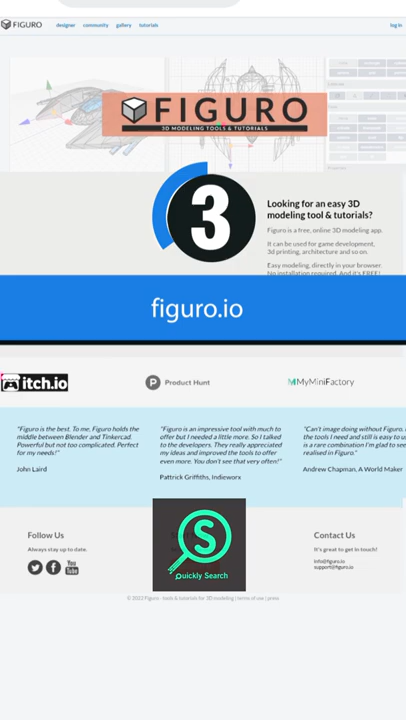 FIGURO
designer community gallery tutorials
log in
FIGURO
3D MODELING TOOLS & TUTORIALS
3
Looking for an easy 3D
modeling tool & tutorials?
Figuro is a free, online 3D modeling app.
It can be used for game development,
3d printing, architecture and so on.
Easy modeling, directly in your browser.
No installation required. And it's FREE!
figuro.io
itch.io
Product Hunt
MyMiniFactory
"Figuro is the best. To me, Figuro holds the
middle between Blender and Tinkercad.
Powerful but not too complicated. Perfect
for my needs!"
John Laird
"Figuro is an impressive tool with much to
offer but I needed a little more. So I talked
to the developers. They really appreciated
my ideas and improved the tools to offer
even more. You don't see that very often!"
Pattrick Griffiths, Indieworx
"Can't image doing without Figuro.
the tools I need and still is easy to us
is a rare combination I'm glad to see
realised in Figuro."
Andrew Chapman, A World Maker
Follow Us
Always stay up to date.
You
Tube
S
Quickly Search
Contact Us
It's great to get in touch!
info@figuro.io
support@figuro.io
© 2022 Figuro - tools & tutorials for 3D modeling | terms of use | press